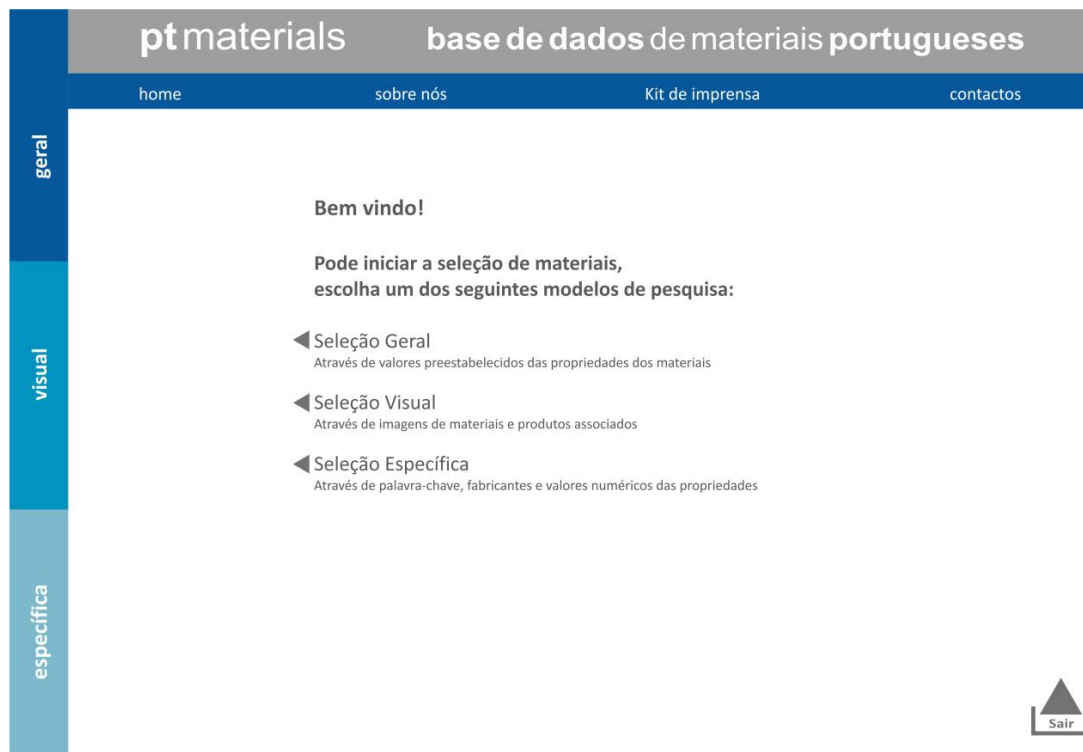 ptmaterials base de dados de materiais portugueses
home sobre nós Kit de imprensa contactos
geral
visual
específica
Bem vindo!
Pode iniciar a seleção de materiais,
escolha um dos seguintes modelos de pesquisa:
Seleção Geral
Através de valores preestabelecidos das propriedades dos materiais
Seleção Visual
Através de imagens de materiais e produtos associados
Seleção Específica
Através de palavra-chave, fabricantes e valores numéricos das propriedades
Sair